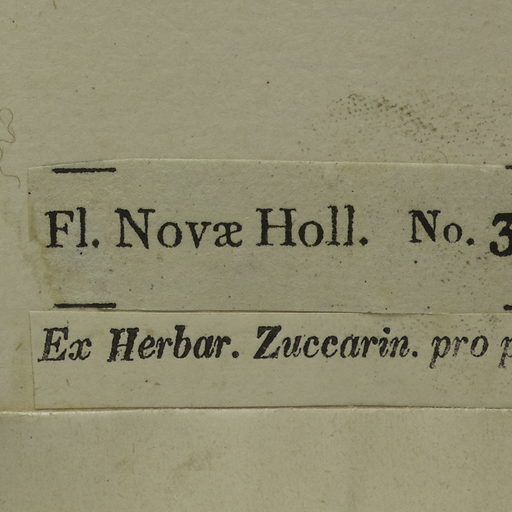 Fl. Novæ Holl. No. 3
Ex Herbar. Zuccarin. pro